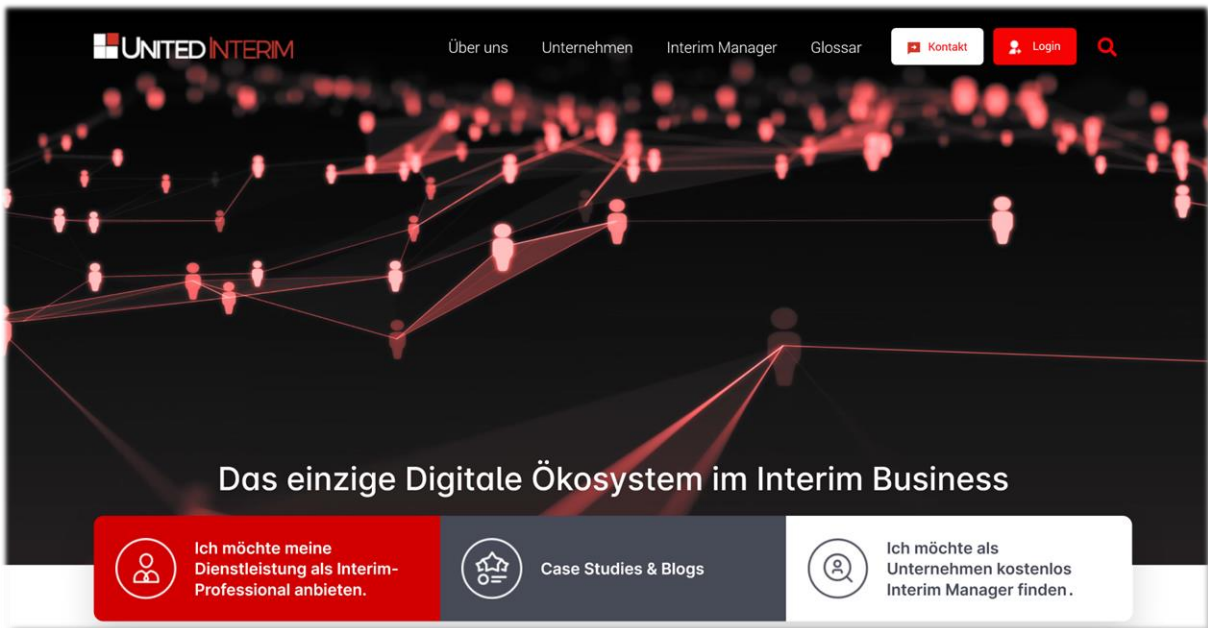 UNITED INTERIM
Über uns
Unternehmen
Interim Manager
Glossar
Kontakt
Login
Das einzige Digitale Ökosystem im Interim Business
Ich möchte meine
Dienstleistung als Interim-
Professional anbieten.
Case Studies & Blogs
Ich möchte als
Unternehmen kostenlos
Interim Manager finden.